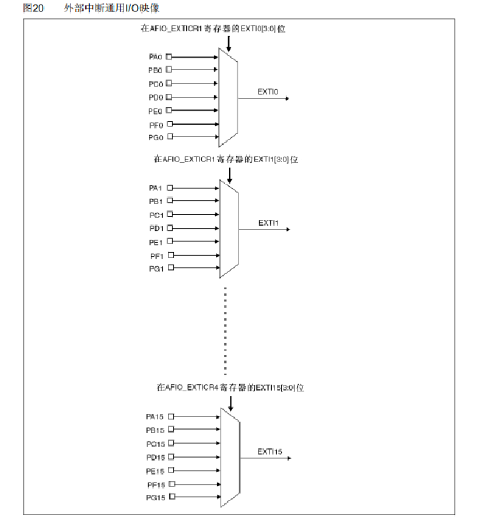 图20 外部中断通用I/O映像
在AFIO_EXTICR1寄存器的EXTI0[3:0]位
PA0
PB0
PC0
PD0
PE0
PF0
PG0
EXTI0
在AFIO_EXTICR1寄存器的EXTI1[3:0]位
PA1
PB1
PC1
PD1
PE1
PF1
PG1
EXTI1
在AFIO_EXTICR4寄存器的EXTI15[3:0]位
PA15
PB15
PC15
PD15
PE15
PF15
PG15
EXTI15